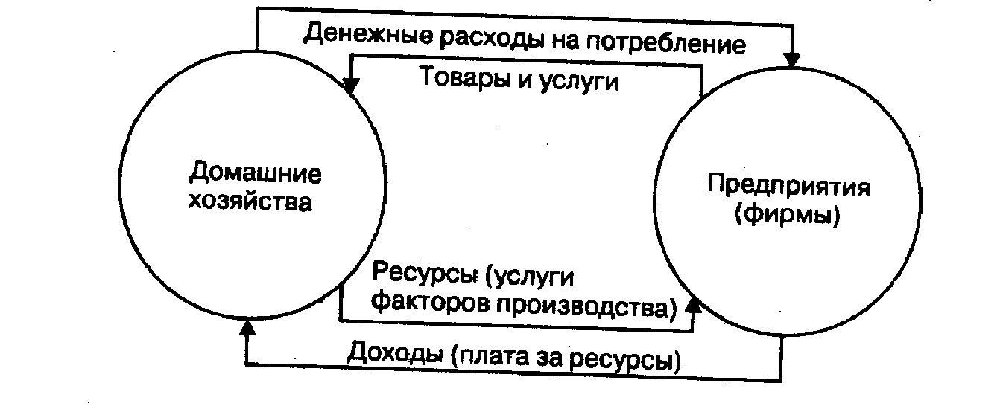 Денежные расходы на потребление
Товары и услуги
Домашние
хозяйства
Предприятия
(фирмы)
Ресурсы (услуги
факторов производства)
Доходы (плата за ресурсы)